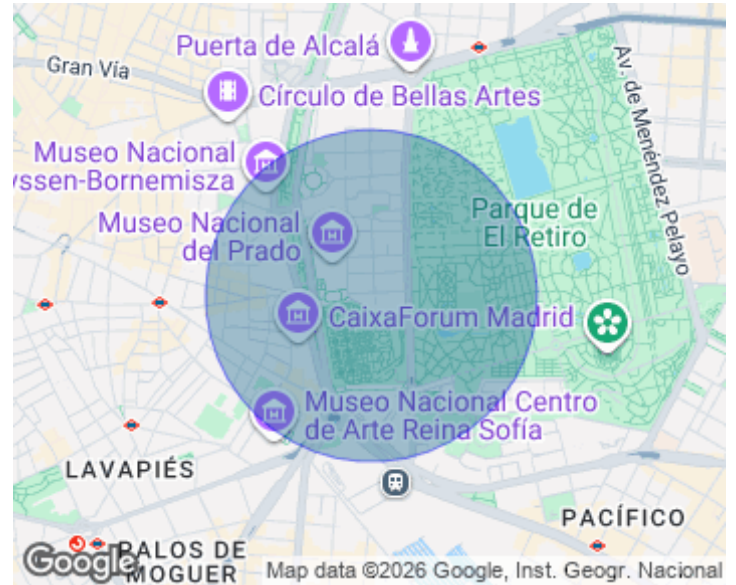 Puerta de Alcalá
Gran Vía
Círculo de Bellas Artes
Av. de Menéndez Pelayo
Museo Nacional
yssen-Bornemisza
Museo Nacional
del Prado
Parque de
El Retiro
CaixaForum Madrid
Museo Nacional Centro
de Arte Reina Sofía
LAVAPIÉS
PACÍFICO
PALOS DE
MOGUER
Google
Map data ©2026 Google, Inst. Geogr. Nacional